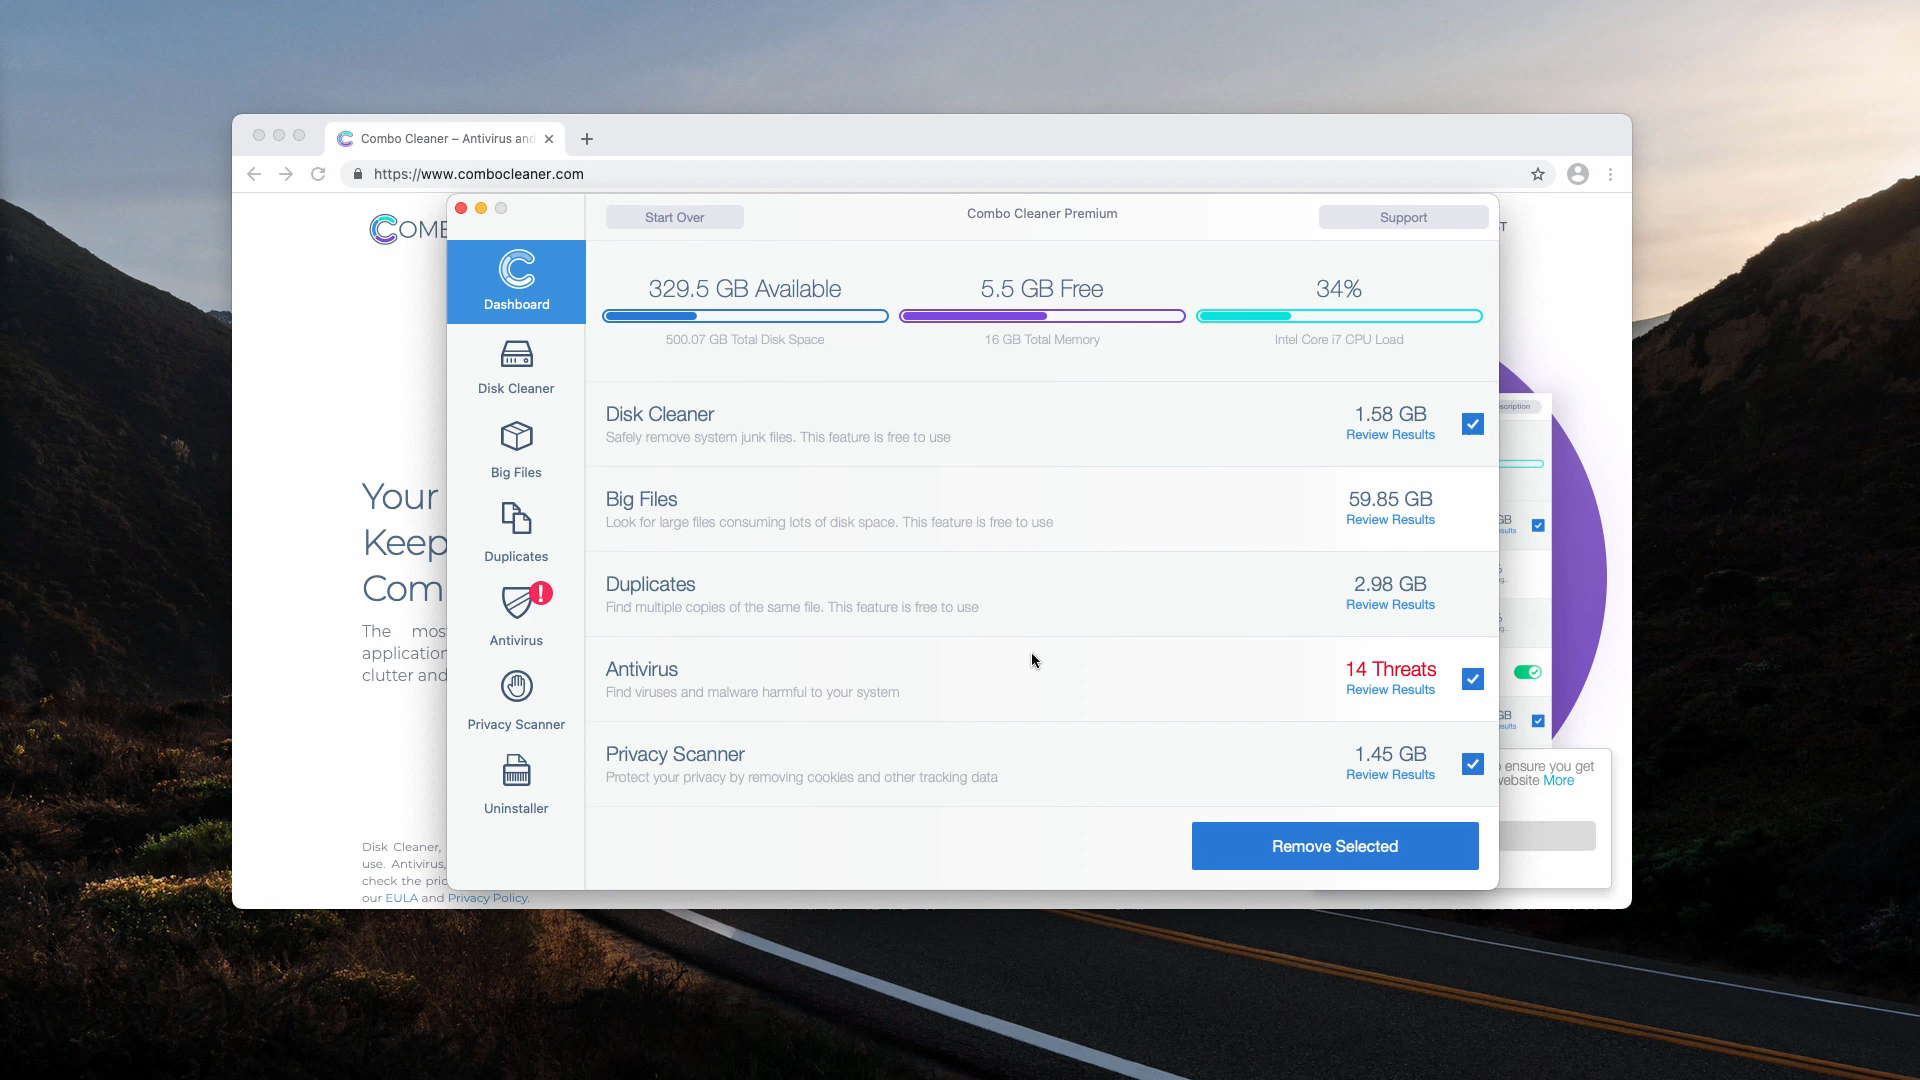 Combo Cleaner – Antivirus and
https://www.combocleaner.com
Start Over
Combo Cleaner Premium
Support
Dashboard
Disk Cleaner
Big Files
Duplicates
Antivirus
Privacy Scanner
Uninstaller
329.5 GB Available
500.07 GB Total Disk Space
5.5 GB Free
16 GB Total Memory
34%
Intel Core i7 CPU Load
Disk Cleaner
Safely remove system junk files. This feature is free to use
1.58 GB
Review Results
Big Files
Look for large files consuming lots of disk space. This feature is free to use
59.85 GB
Review Results
Duplicates
Find multiple copies of the same file. This feature is free to use
2.98 GB
Review Results
Antivirus
Find viruses and malware harmful to your system
14 Threats
Review Results
Privacy Scanner
Protect your privacy by removing cookies and other tracking data
1.45 GB
Review Results
Remove Selected
Your
Keep
Com
The mos
application
clutter and
Disk Cleaner,
use. Antivirus,
check the pric
our EULA and Privacy Policy.
ensure you get
website More